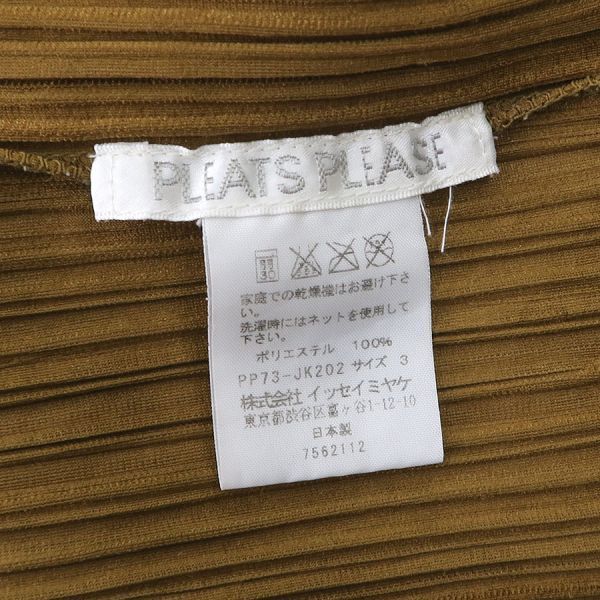 PLEATS PLEASE
家庭での乾燥機はお避け下さ
い。
洗濯時にはネットを使用して
下さい。
ポリエステル 100%
PP73-JK202 サイズ 3
株式会社 イッセイミヤケ
東京都渋谷区富ヶ谷1-12-10
日本製
7562112